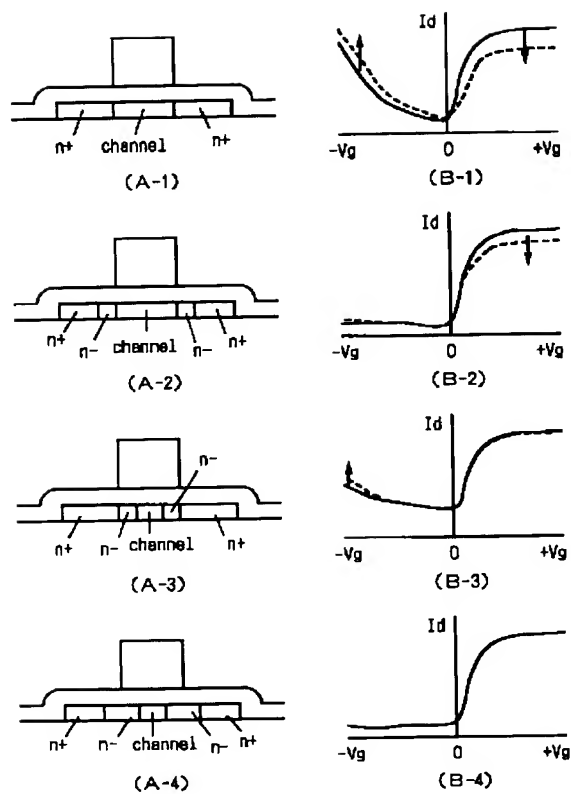 n+ channel n+
(A-1)
Id
-Vg 0 +Vg
(B-1)
n+ n- channel n- n+
(A-2)
Id
-Vg 0 +Vg
(B-2)
n-
n+ n- channel n+
(A-3)
Id
-Vg 0 +Vg
(B-3)
n+ n- channel n- n+
(A-4)
Id
-Vg 0 +Vg
(B-4)